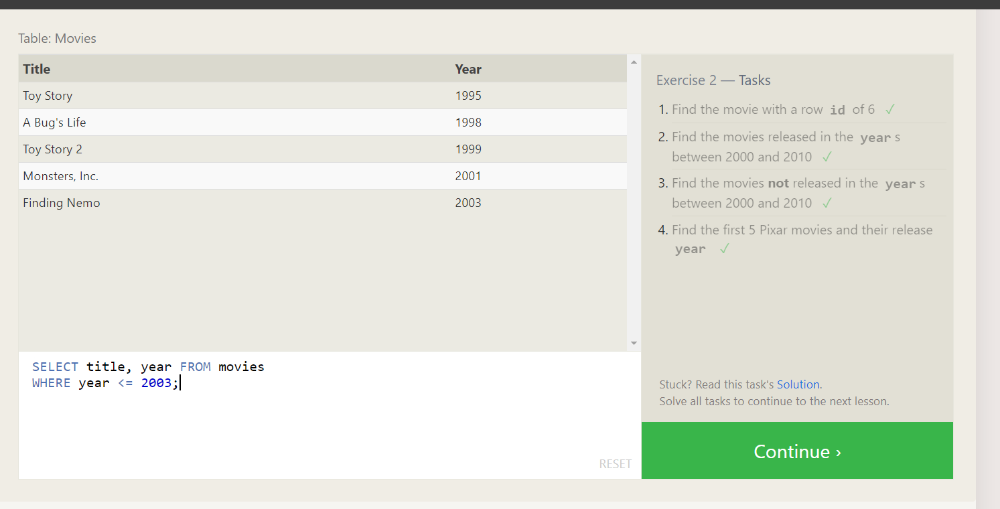 Table: Movies
Title Year
Toy Story 1995
A Bug's Life 1998
Toy Story 2 1999
Monsters, Inc. 2001
Finding Nemo 2003
SELECT title, year FROM movies
WHERE year <= 2003;
RESET
Exercise 2 — Tasks
1. Find the movie with a row id of 6 ✓
2. Find the movies released in the year s
between 2000 and 2010 ✓
3. Find the movies not released in the year s
between 2000 and 2010 ✓
4. Find the first 5 Pixar movies and their release
year ✓
Stuck? Read this task's Solution.
Solve all tasks to continue to the next lesson.
Continue ›